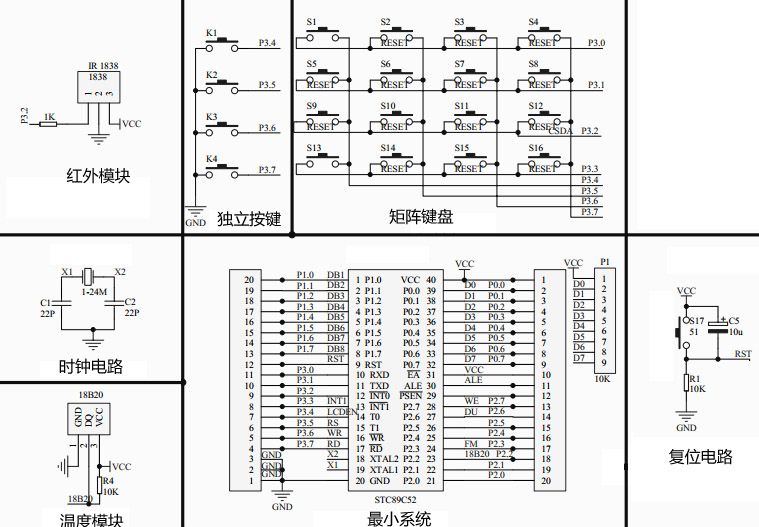 IR 1838
1838
1 2 3
P3.2
1K
VCC
红外模块
K1
P3.4
K2
P3.5
K3
P3.6
K4
P3.7
GND
独立按键
S1 S2 S3 S4
RESET RESET RESET P3.0
S5 S6 S7 S8
RESET RESET RESET RESET P3.1
S9 S10 S11 S12
RESET RESET RESET RESET
CSDA P3.2
S13 S14 S15 S16
P3.3
P3.4
P3.5
P3.6
P3.7
矩阵键盘
X1 X2
1-24M
C1 C2
22P 22P
时钟电路
18B20
GND DQ VCC
1 2 3
VCC
R4
10K
18B20
温度模块
20 P1.0 DB1 1 P1.0 VCC 40 VCC 1
19 P1.1 DB2 2 P1.1 P0.0 39 D0 P0.0 2
18 P1.2 DB3 3 P1.2 P0.1 38 D1 P0.1 3
17 P1.3 DB4 4 P1.3 P0.2 37 D2 P0.2 4
16 P1.4 DB5 5 P1.4 P0.3 36 D3 P0.3 5
15 P1.5 DB6 6 P1.5 P0.4 35 D4 P0.4 6
14 P1.6 DB7 7 P1.6 P0.5 34 D5 P0.5 7
13 P1.7 DB8 8 P1.7 P0.6 33 D6 P0.6 8
12 RST 9 RST P0.7 32 D7 P0.7 9
11 P3.0 10 RXD EA 31 VCC 10
10 P3.1 11 TXD ALE 30 ALE 11
9 P3.2 12 INT0 PSEN 29 12
8 P3.3 INT1 13 INT1 P2.7 28 WE P2.7 13
7 P3.4 LCDEN 14 T0 P2.6 27 DU P2.6 14
6 P3.5 RS 15 T1 P2.5 26 P2.5 15
5 P3.6 WR 16 WR P2.4 25 P2.4 16
4 P3.7 RD 17 RD P2.3 24 FM P2.3 17
3 GND X2 18 XTAL2 P2.2 23 18B20 P2.2 18
2 GND X1 19 XTAL1 P2.1 22 P2.1 19
1 GND 20 GND P2.0 21 P2.0 20
GND
STC89C52
最小系统
P1
VCC 1
D0 2
D1 3
D2 4
D3 5
D4 6
D5 7
D6 8
D7 9
10K
VCC
S17 C5
51 10u
RST
R1
10K
GND
复位电路